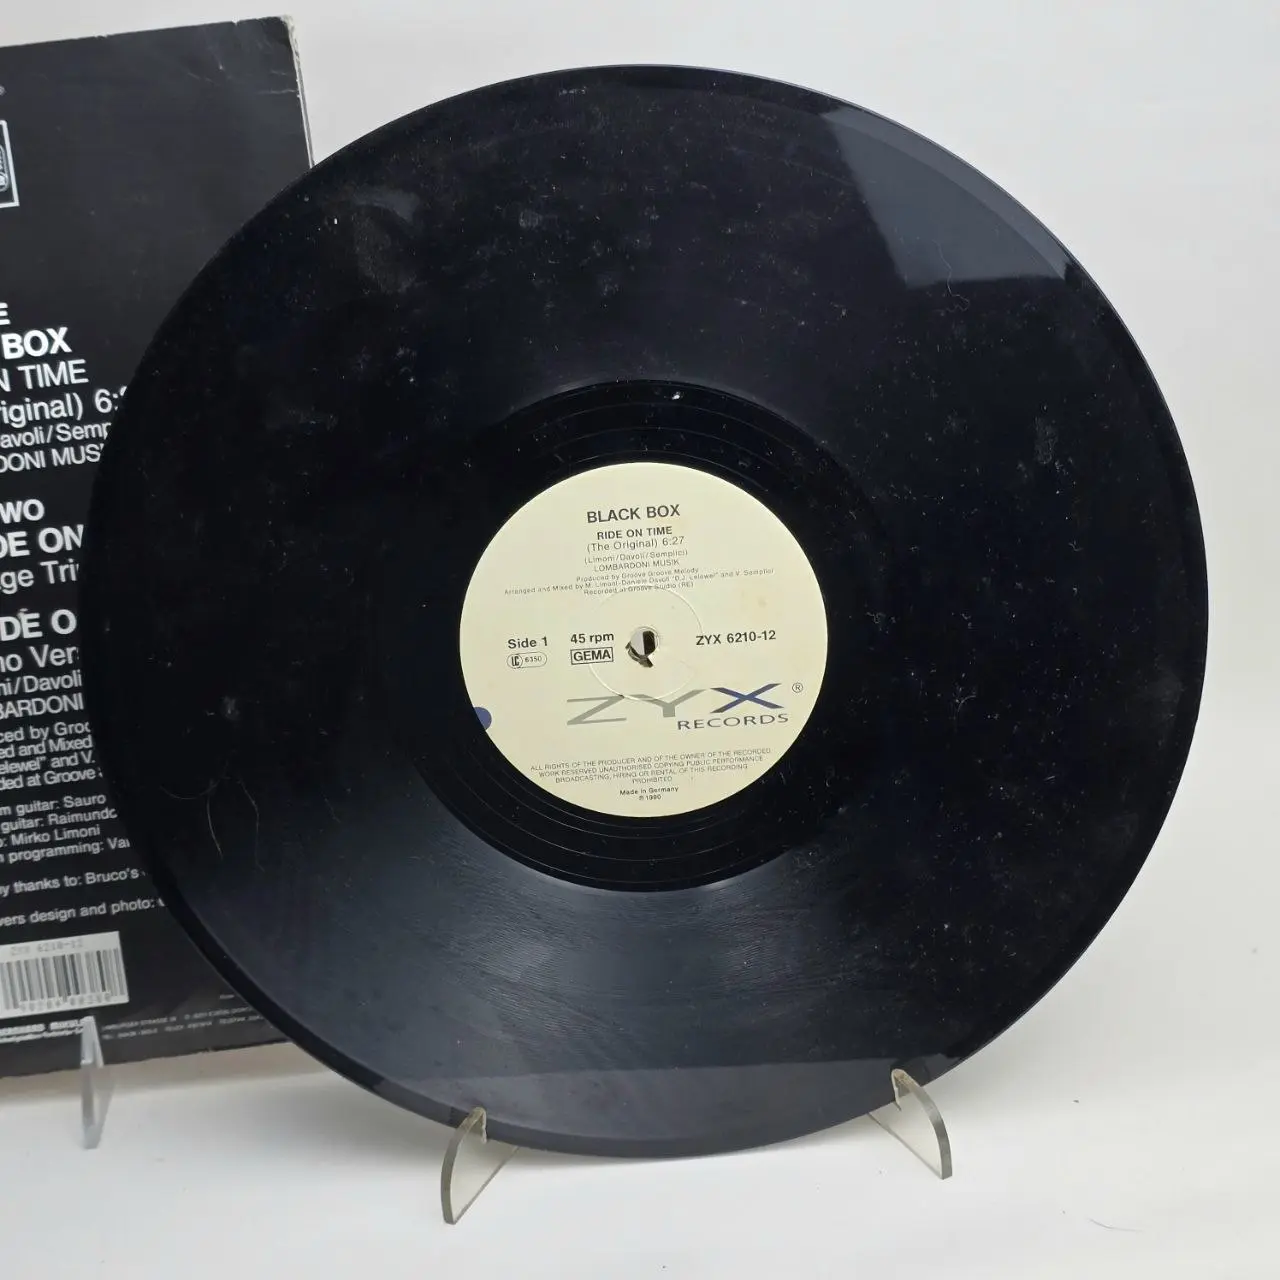 E
BOX
N TIME
riginal) 6:
avoli/Semp
DONI MUS
WO
DE ON
ge Tri
DE O
no Vers
ni/Davoli
BARDONI
ced by Groo
ed and Mixed
elewel" and V.
ded at Groove
m guitar: Sauro
guitar: Raimundo
o: Mirko Limoni
n programming: Va
y thanks to: Bruco's
vers design and photo:
ZYX 6210-12
BLACK BOX
RIDE ON TIME
(The Original) 6:27
(Limoni/Davoli/Semplici)
LOMBARDONI MUSIK
Produced by Groove Groove Melody
Arranged and Mixed by M. Limoni-Daniele Davoli "D.J. Lelewel" and V. Semplici
Recorded at Groove Studio (RE)
Side 1 45 rpm ZYX 6210-12
LC 6350 GEMA
ZYX ®
RECORDS
ALL RIGHTS OF THE PRODUCER AND OF THE OWNER OF THE RECORDED
WORK RESERVED UNAUTHORISED COPYING PUBLIC PERFORMANCE
BROADCASTING, HIRING OR RENTAL OF THIS RECORDING
PROHIBITED
Made in Germany
℗ 1990